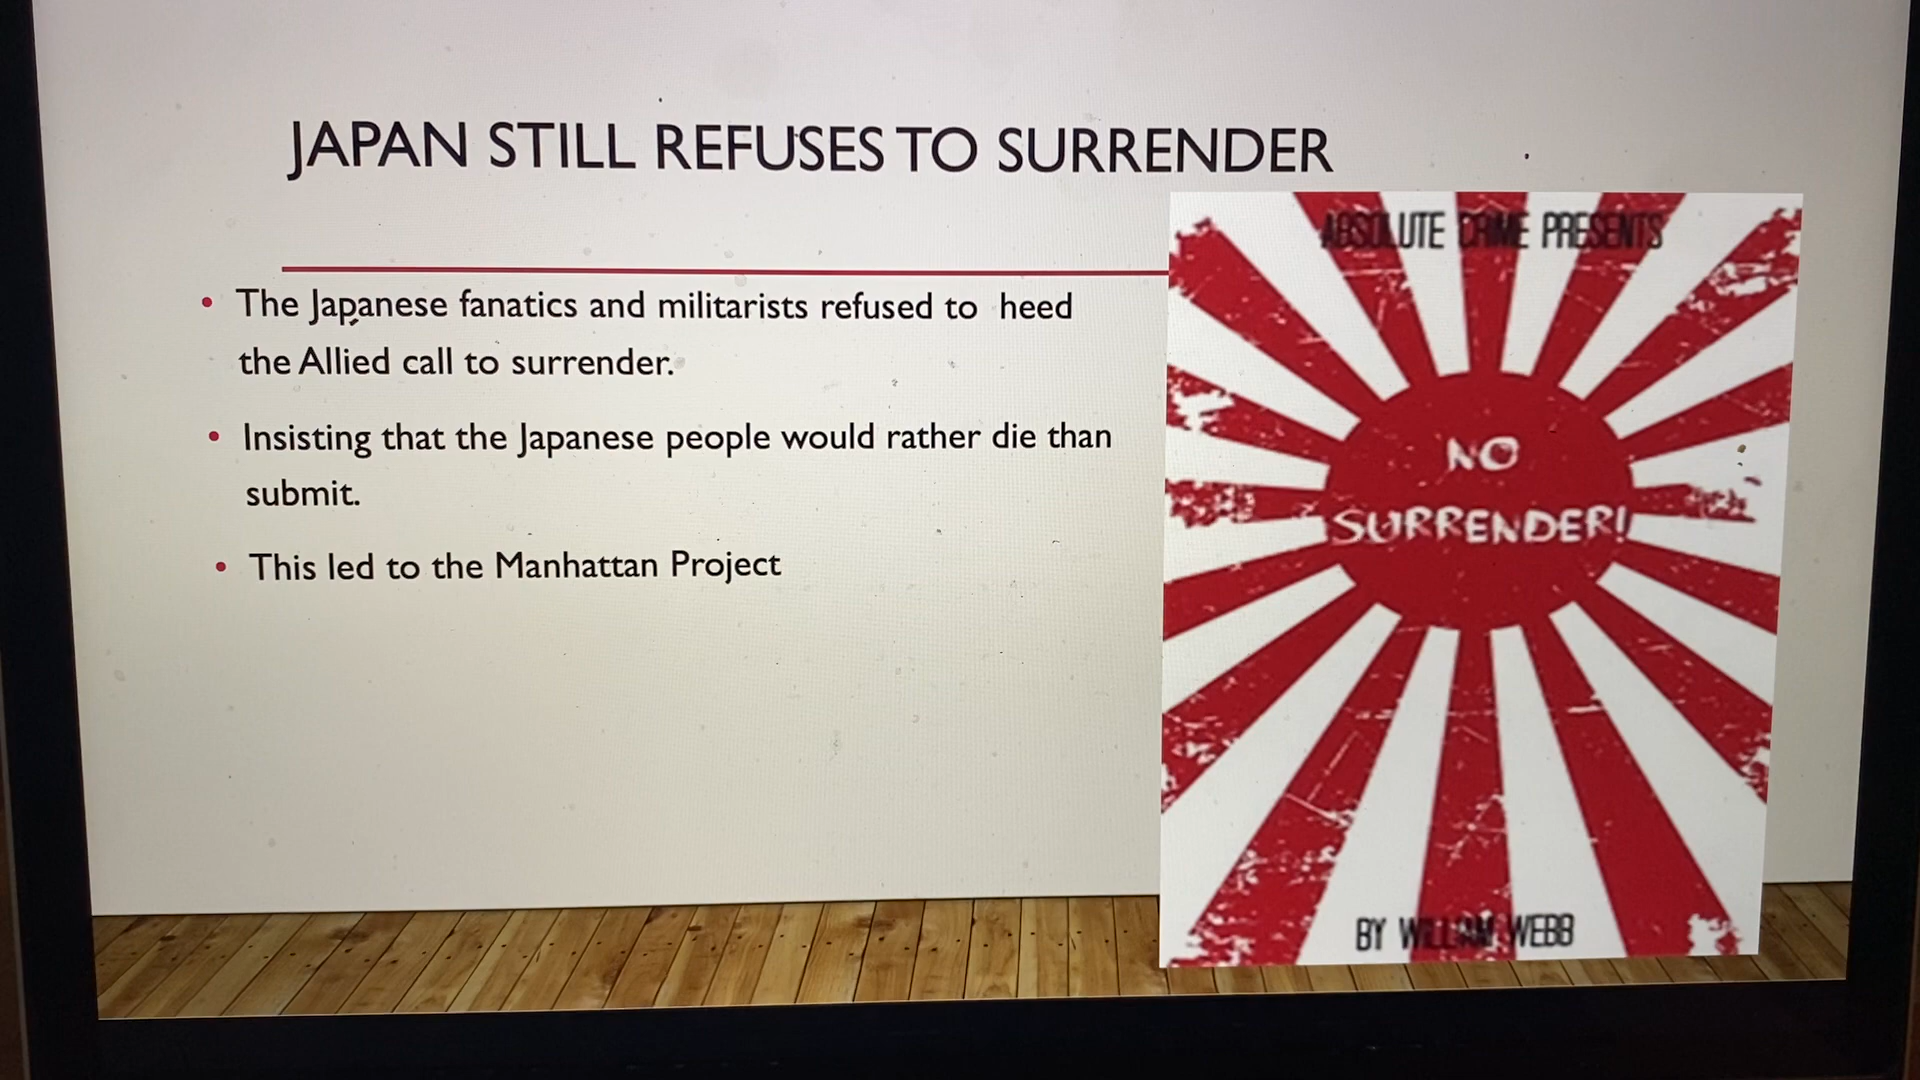 JAPAN STILL REFUSES TO SURRENDER
The Japanese fanatics and militarists refused to heed
the Allied call to surrender.
Insisting that the Japanese people would rather die than
submit.
This led to the Manhattan Project
ABSOLUTE CRIME PRESENTS
NO
SURRENDER!
BY WILLIAM WEBB